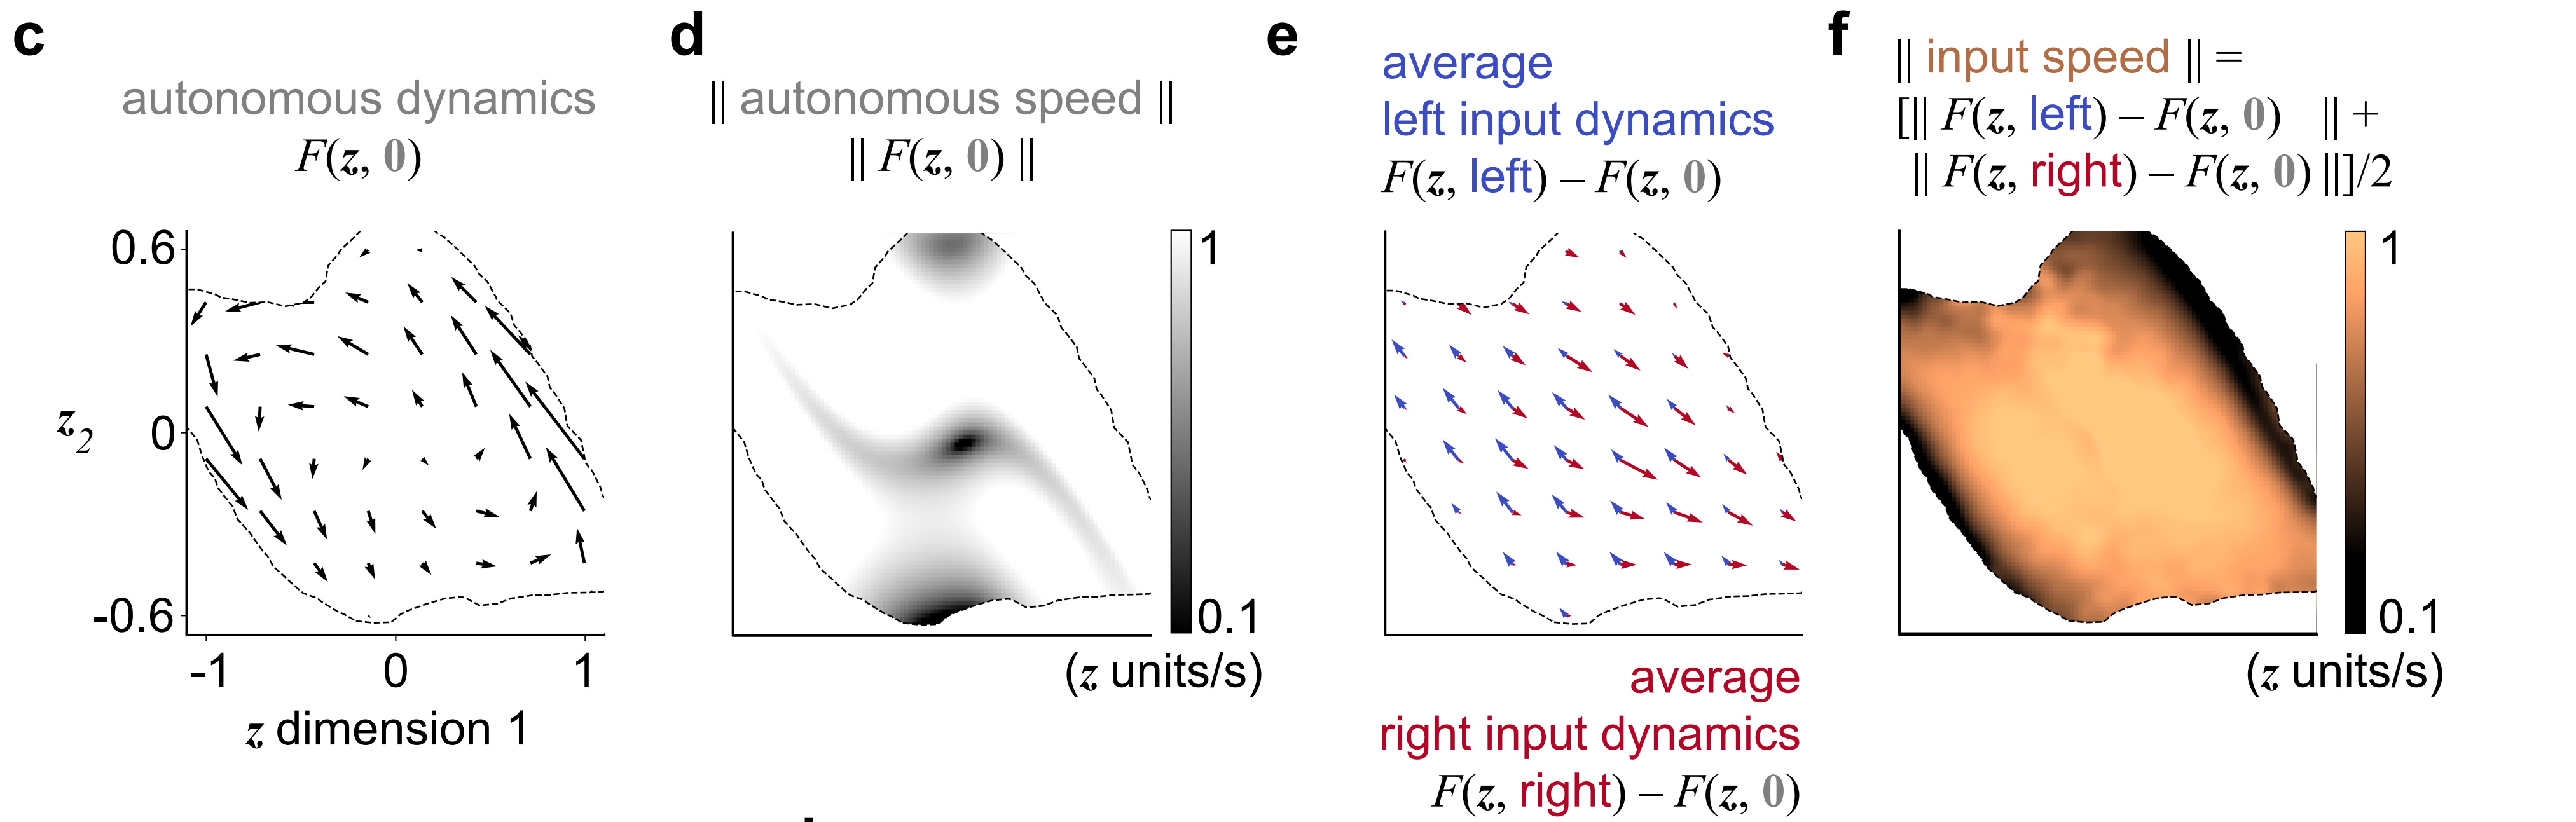 c
autonomous dynamics
F(z, 0)
0.6
0
-0.6
z2
-1 0 1
z dimension 1
d
|| autonomous speed ||
|| F(z, 0) ||
1
0.1
(z units/s)
e
average
left input dynamics
F(z, left) – F(z, 0)
average
right input dynamics
F(z, right) – F(z, 0)
f
|| input speed || =
[|| F(z, left) – F(z, 0) || +
|| F(z, right) – F(z, 0) ||]/2
1
0.1
(z units/s)